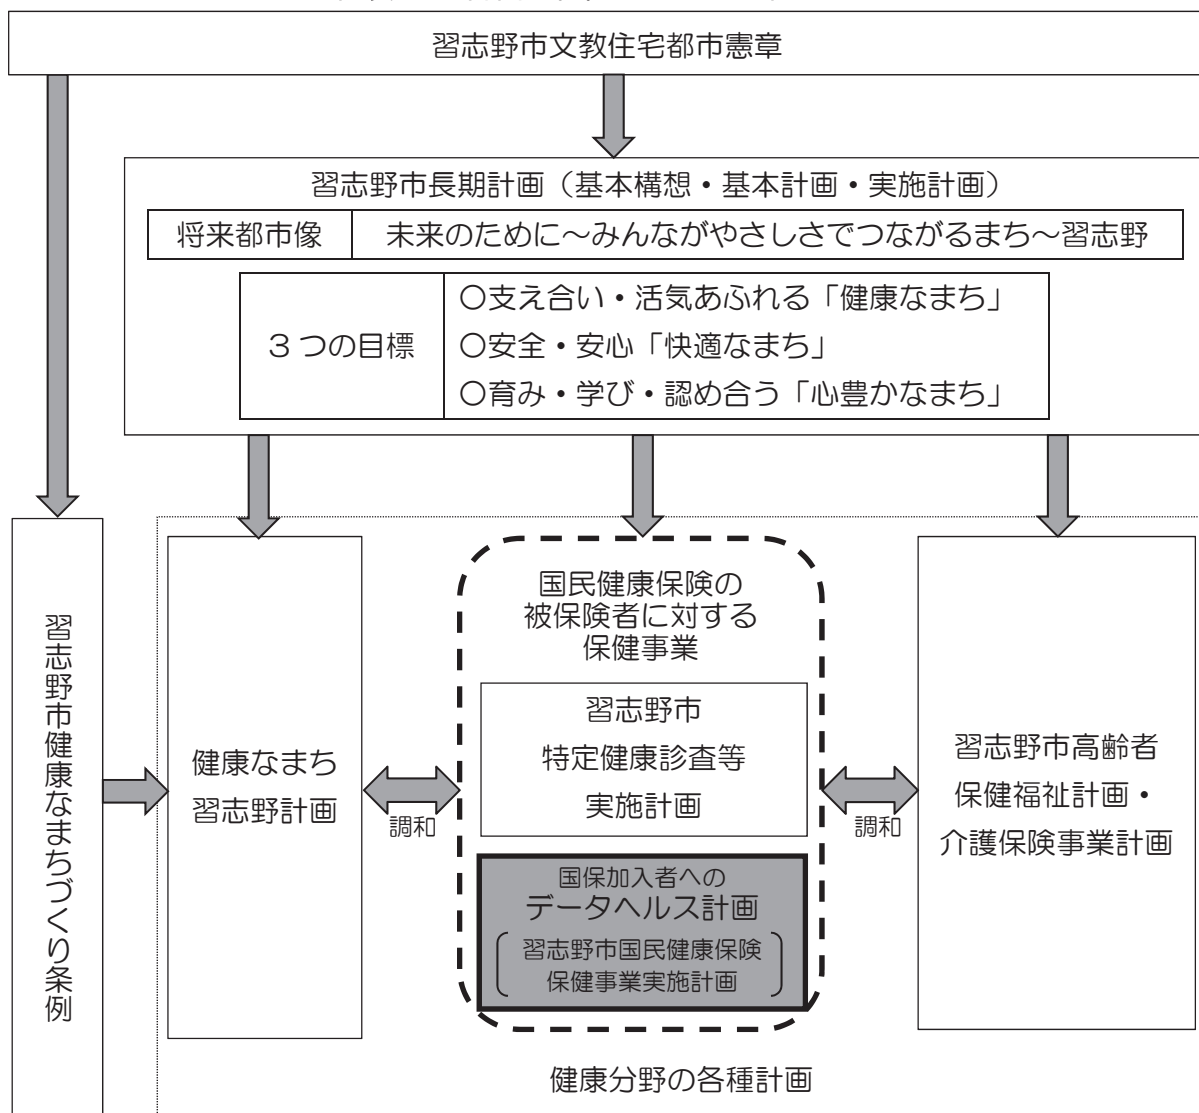 習志野市文教住宅都市憲章
習志野市長期計画（基本構想・基本計画・実施計画）
将来都市像
未来のために～みんながやさしさでつながるまち～習志野
3つの目標
○支え合い・活気あふれる「健康なまち」
○安全・安心「快適なまち」
○育み・学び・認め合う「心豊かなまち」
習志野市健康なまちづくり条例
健康なまち
習志野計画
調和
国民健康保険の
被保険者に対する
保健事業
習志野市
特定健康診査等
実施計画
国保加入者への
データヘルス計画
習志野市国民健康保険
保健事業実施計画
調和
習志野市高齢者
保健福祉計画・
介護保険事業計画
健康分野の各種計画